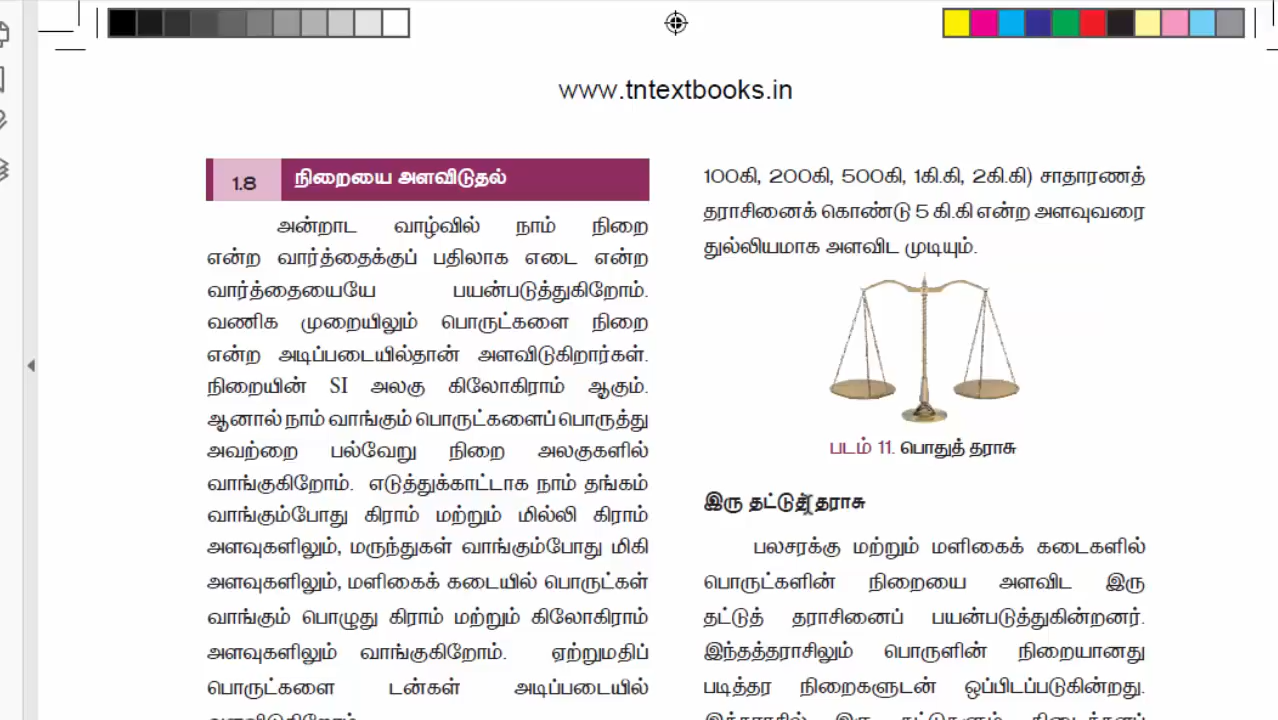 www.tntextbooks.in
1.8 நிறையை அளவிடுதல்
அன்றாட வாழ்வில் நாம் நிறை
என்ற வார்த்தைக்குப் பதிலாக எடை என்ற
வார்த்தையையே பயன்படுத்துகிறோம்.
வணிக முறையிலும் பொருட்களை நிறை
என்ற அடிப்படையில்தான் அளவிடுகிறார்கள்.
நிறையின் SI அலகு கிலோகிராம் ஆகும்.
ஆனால் நாம் வாங்கும் பொருட்களைப் பொருத்து
அவற்றை பல்வேறு நிறை அலகுகளில்
வாங்குகிறோம். எடுத்துக்காட்டாக நாம் தங்கம்
வாங்கும்போது கிராம் மற்றும் மில்லி கிராம்
அளவுகளிலும், மருந்துகள் வாங்கும்போது மிகி
அளவுகளிலும், மளிகைக் கடையில் பொருட்கள்
வாங்கும் பொழுது கிராம் மற்றும் கிலோகிராம்
அளவுகளிலும் வாங்குகிறோம். ஏற்றுமதிப்
பொருட்களை டன்கள் அடிப்படையில்
100கி, 200கி, 500கி, 1கி.கி, 2கி.கி) சாதாரணத்
தராசினைக் கொண்டு 5 கி.கி என்ற அளவுவரை
துல்லியமாக அளவிட முடியும்.
படம் 11. பொதுத் தராசு
இரு தட்டுத் தராசு
பலசரக்கு மற்றும் மளிகைக் கடைகளில்
பொருட்களின் நிறையை அளவிட இரு
தட்டுத் தராசினைப் பயன்படுத்துகின்றனர்.
இந்தத்தராசிலும் பொருளின் நிறையானது
படித்தர நிறைகளுடன் ஒப்பிடப்படுகின்றது.